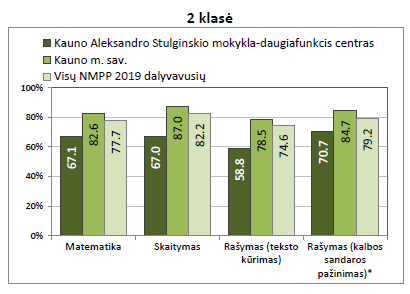 2 klasė
Kauno Aleksandro Stulginskio mokykla-daugiafunkcis centras
Kauno m. sav.
Visų NMPP 2019 dalyvavusių
100%
80%
60%
40%
20%
0%
67.1
82.6
77.7
67.0
87.0
82.2
58.8
78.5
74.6
70.7
84.7
79.2
Matematika
Skaitymas
Rašymas (teksto
kūrimas)
Rašymas (kalbos
sandaros
pažinimas)*